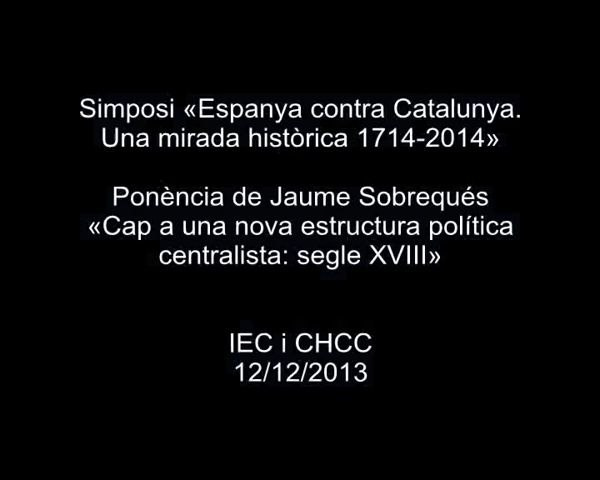 Simposi «Espanya contra Catalunya.
Una mirada històrica 1714-2014»
Ponència de Jaume Sobrequés
«Cap a una nova estructura política
centralista: segle XVIII»
IEC i CHCC
12/12/2013